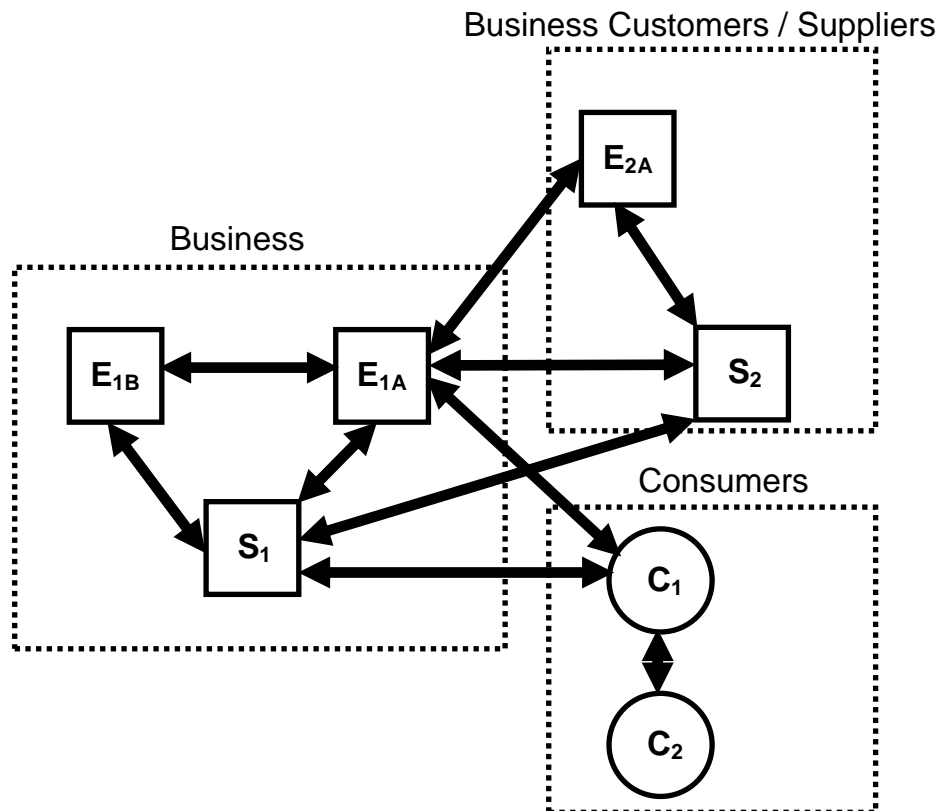 Business Customers / Suppliers
E2A
Business
E1B
E1A
S2
Consumers
S1
C1
C2